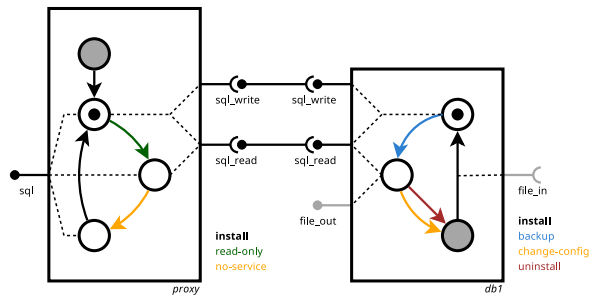 sql_write
sql_write
sql_read
sql_read
sql
file_in
file_out
install
read-only
no-service
install
backup
change-config
uninstall
proxy
db1